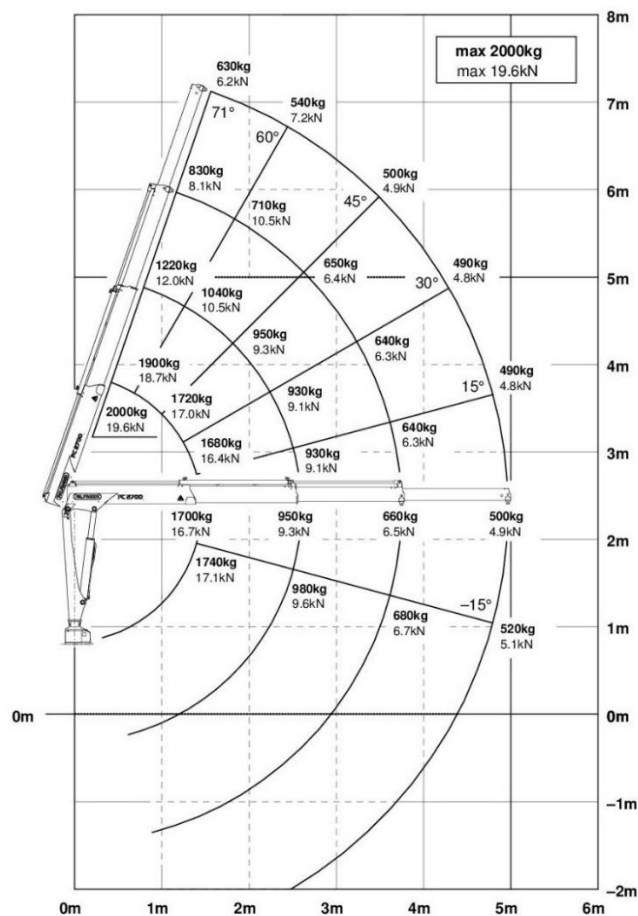 8m
max 2000kg
max 19.6kN
630kg
6.2kN
7m
71°
540kg
7.2kN
60°
500kg
4.9kN
45°
830kg
8.1kN
6m
710kg
10.5kN
490kg
4.8kN
30°
650kg
6.4kN
1220kg
12.0kN
5m
1040kg
10.5kN
950kg
9.3kN
640kg
6.3kN
490kg
4.8kN
15°
1900kg
18.7kN
4m
1720kg
17.0kN
930kg
9.1kN
2000kg
19.6kN
640kg
6.3kN
1680kg
16.4kN
930kg
9.1kN
3m
PC 2700
PALFINGER
PALFINGER
PC 2700
1700kg
16.7kN
950kg
9.3kN
660kg
6.5kN
500kg
4.9kN
2m
1740kg
17.1kN
980kg
9.6kN
680kg
6.7kN
–15°
520kg
5.1kN
1m
0m
0m
–1m
–2m
0m
1m
2m
3m
4m
5m
6m